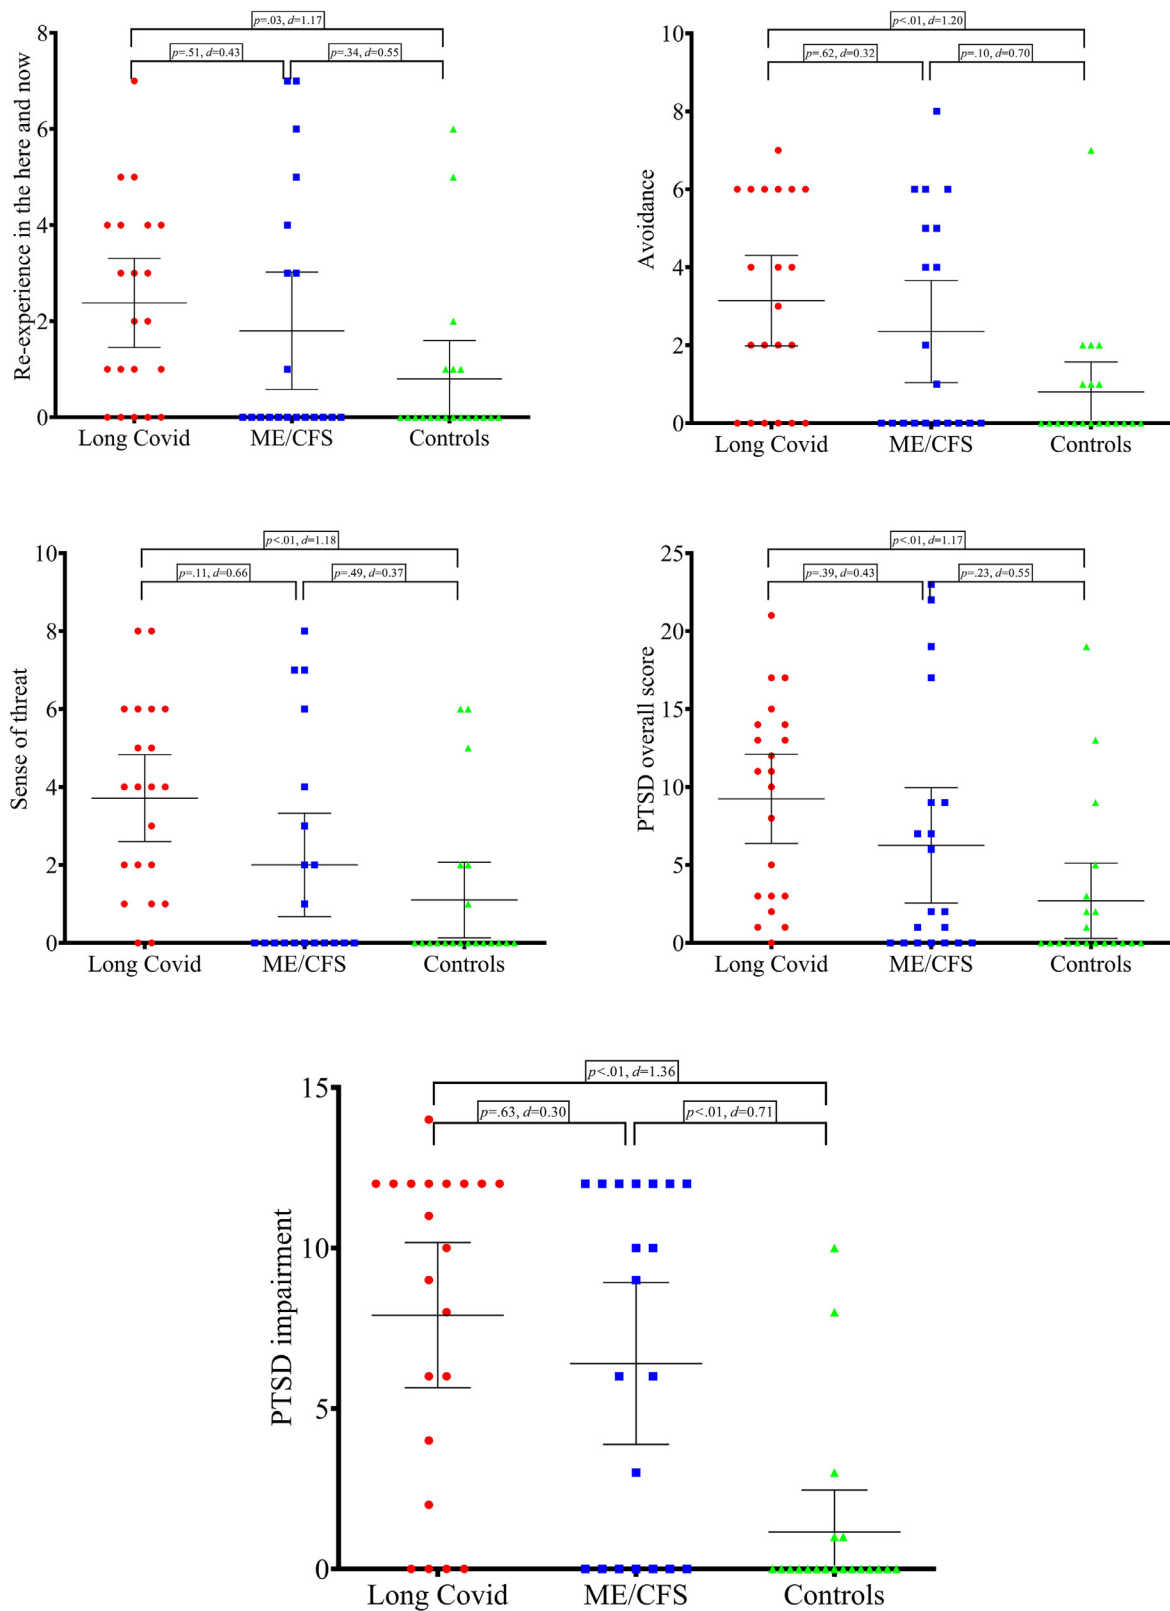 p=.03, d=1.17
p=.51, d=0.43
p=.34, d=0.55
Re-experience in the here and now
8
6
4
2
0
Long Covid
ME/CFS
Controls
p<.01, d=1.20
p=.62, d=0.32
p=.10, d=0.70
Avoidance
10
8
6
4
2
0
Long Covid
ME/CFS
Controls
p<.01, d=1.18
p=.11, d=0.66
p=.49, d=0.37
Sense of threat
10
8
6
4
2
0
Long Covid
ME/CFS
Controls
p<.01, d=1.17
p=.39, d=0.43
p=.23, d=0.55
PTSD overall score
25
20
15
10
5
0
Long Covid
ME/CFS
Controls
p<.01, d=1.36
p=.63, d=0.30
p<.01, d=0.71
PTSD impairment
15
10
5
0
Long Covid
ME/CFS
Controls